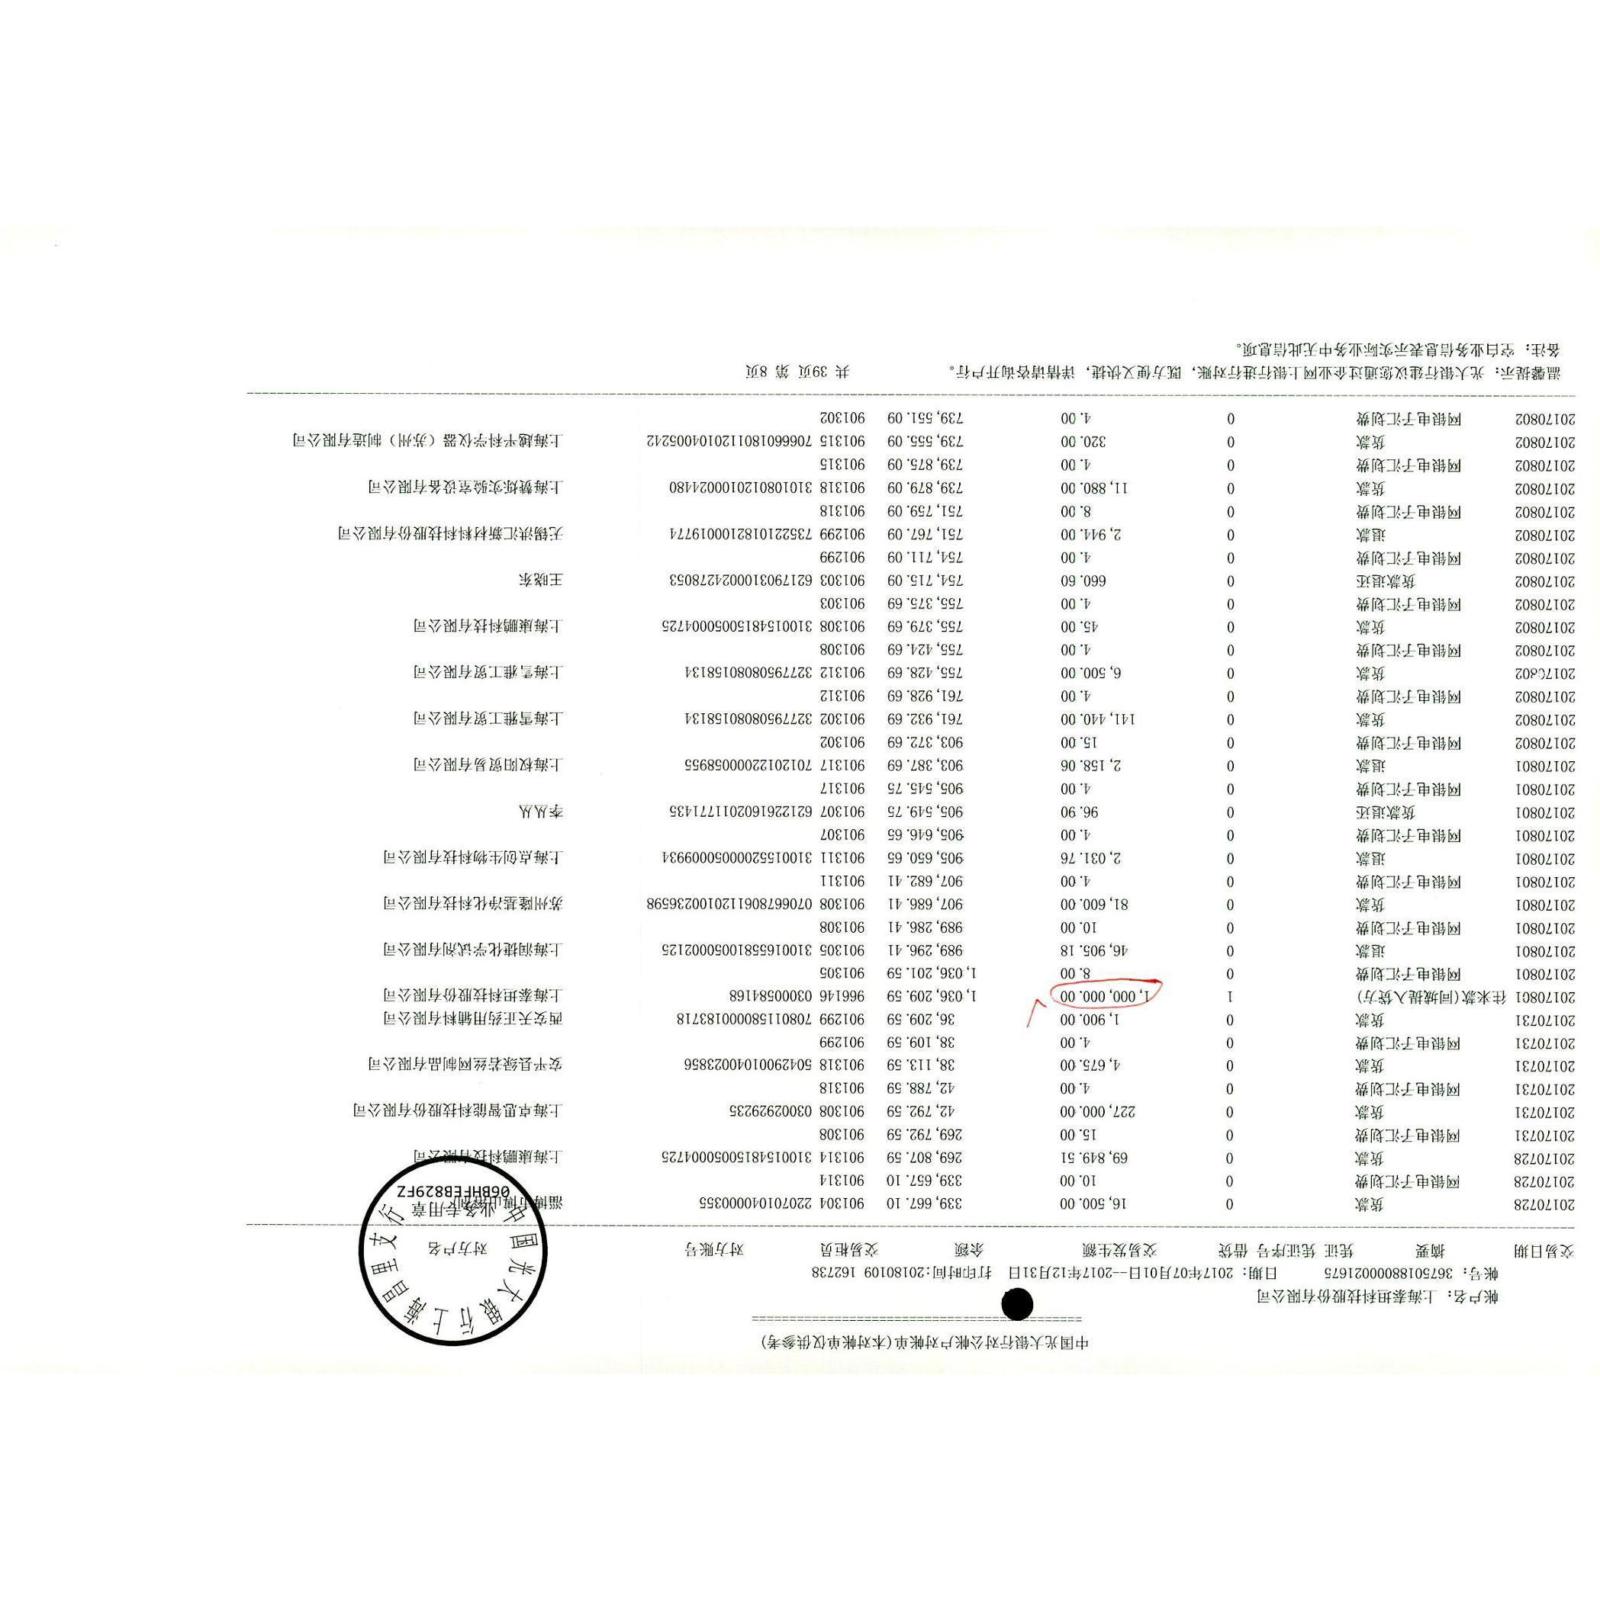 中国光大银行对公帐户对帐单(本对帐单仅供参考)
帐户名: 上海泰坦科技股份有限公司
帐号: 36750188000021675 日期: 2017年07月01日--2017年12月31日 打印时间:20180109 162738
交易日期 摘要 凭证 凭证序号 借贷 交易发生额 余额 交易柜员 对方账号 对方户名
20170728 货款 0 16,500.00 339,667.10 901304 2207010400000355
20170728 网银电子汇划费 0 10.00 339,657.10 901314
20170728 货款 0 69,849.51 269,807.59 901314 31001548150050004725 上海康鹏科技有限公司
20170731 网银电子汇划费 0 15.00 269,792.59 901308
20170731 货款 0 227,000.00 42,792.59 901308 03002929235 上海卓思智能科技股份有限公司
20170731 网银电子汇划费 0 4.00 42,788.59 901318
20170731 货款 0 4,675.00 38,113.59 901318 504290010400023856 安平县绿若丝网制品有限公司
20170731 网银电子汇划费 0 4.00 38,109.59 901299
20170731 货款 0 1,900.00 36,209.59 901299 708011580000183718 西安天正药用辅料有限公司
20170801 往来款(同城提入贷方) 1 1,000,000.00 1,036,209.59 966146 03000584168 上海泰坦科技股份有限公司
20170801 网银电子汇划费 0 8.00 1,036,201.59 901305
20170801 退款 0 46,905.18 989,296.41 901305 31001655810050002125 上海润捷化学试剂有限公司
20170801 网银电子汇划费 0 10.00 989,286.41 901308
20170801 货款 0 81,600.00 907,686.41 901308 0706678061120100236598 苏州隆基净化科技有限公司
20170801 网银电子汇划费 0 4.00 907,682.41 901311
20170801 退款 0 2,031.76 905,650.65 901311 31001552000050009934 上海点创生物科技有限公司
20170801 网银电子汇划费 0 4.00 905,646.65 901307
20170801 货款退还 0 96.90 905,549.75 901307 6212261602011771435 李从从
20170801 网银电子汇划费 0 4.00 905,545.75 901317
20170801 退款 0 2,158.06 903,387.69 901317 70120122000058955 上海权阳贸易有限公司
20170802 网银电子汇划费 0 15.00 903,372.69 901302
20170802 货款 0 141,440.00 761,932.69 901302 32779508080158134 上海雪雅工贸有限公司
20170802 网银电子汇划费 0 4.00 761,928.69 901312
20170802 货款 0 6,500.00 755,428.69 901312 32779508080158134 上海雪雅工贸有限公司
20170802 网银电子汇划费 0 4.00 755,424.69 901308
20170802 货款 0 45.00 755,379.69 901308 31001548150050004725 上海康鹏科技有限公司
20170802 网银电子汇划费 0 4.00 755,375.69 901303
20170802 货款退还 0 660.60 754,715.09 901303 6217903100024278053 王晓东
20170802 网银电子汇划费 0 4.00 754,711.09 901299
20170802 退款 0 2,944.00 751,767.09 901299 7352210182100019774 无锡洪汇新材料科技股份有限公司
20170802 网银电子汇划费 0 8.00 751,759.09 901318
20170802 货款 0 11,880.00 739,879.09 901318 310108012010002480 上海赞烁实验室设备有限公司
20170802 网银电子汇划费 0 4.00 739,875.09 901315
20170802 货款 0 320.00 739,555.09 901315 7066601801120104005242 上海越平科学仪器(苏州)制造有限公司
20170802 网银电子汇划费 0 4.00 739,551.09 901302
温馨提示: 光大银行建议您通过企业网上银行进行对账, 既方便又快捷, 详情请咨询开户行。 共 39页 第 8页
备注: 空白业务信息表示实际业务中无此信息项。
中国光大银行上海昌里支行
业务专用章
06BHFEB829FZ